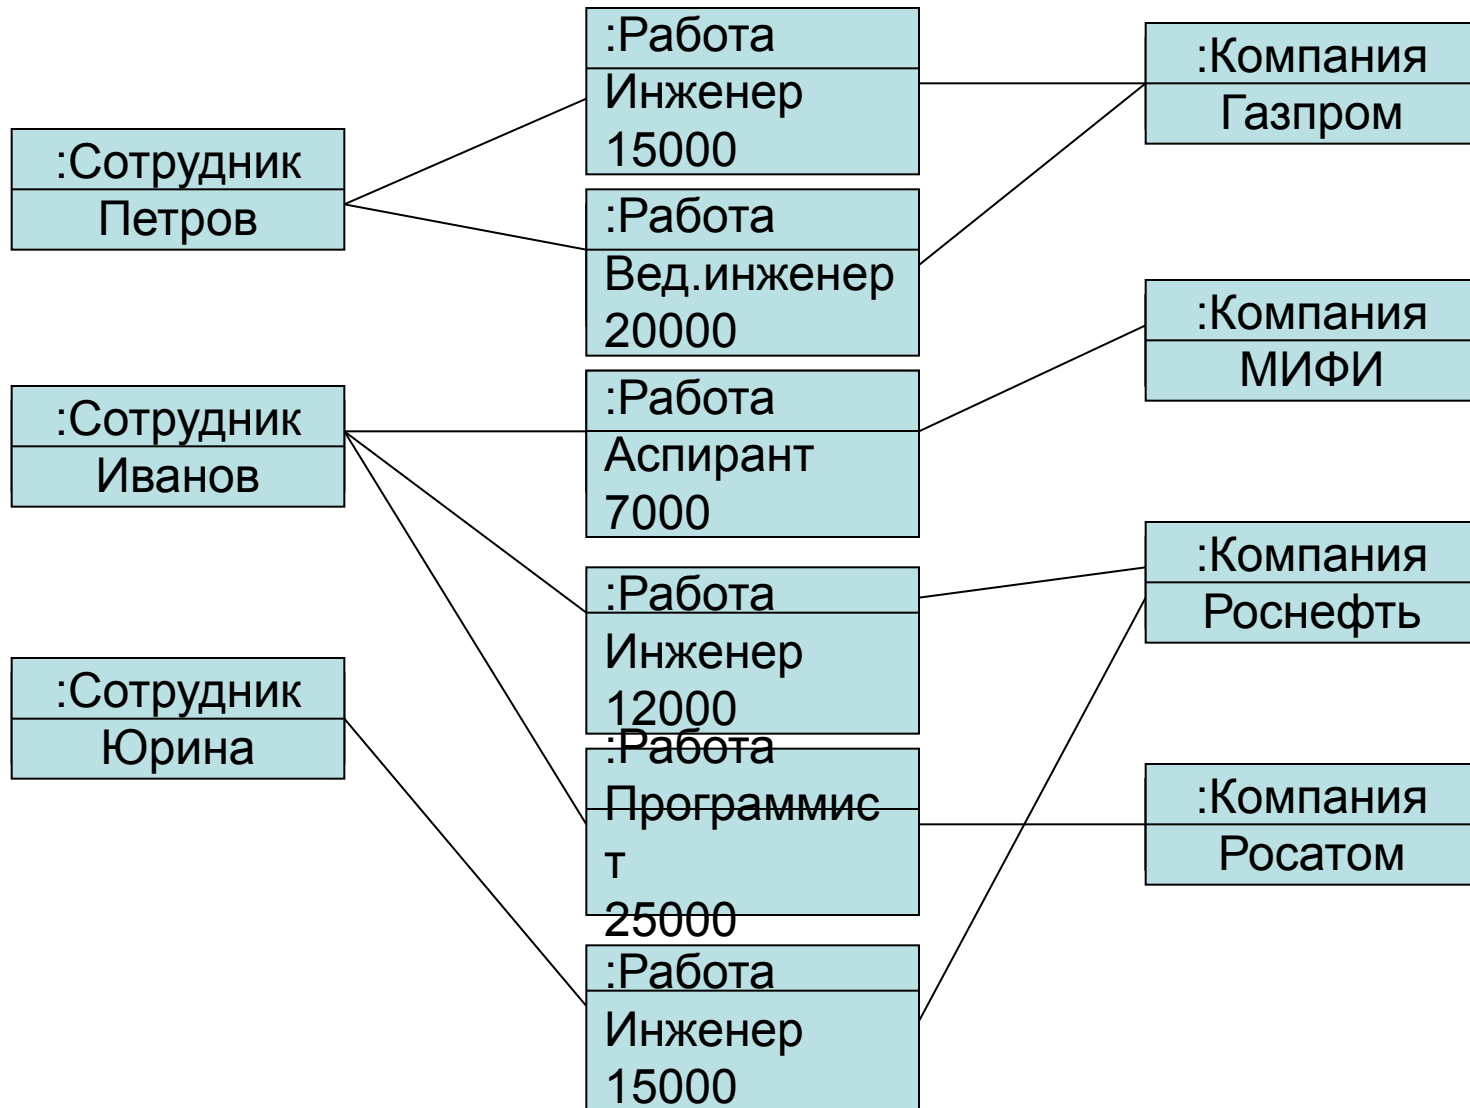 :Сотрудник
Петров
:Сотрудник
Иванов
:Сотрудник
Юрина
:Работа
Инженер
15000
:Работа
Вед.инженер
20000
:Работа
Аспирант
7000
:Работа
Инженер
12000
:Работа
Программис
т
25000
:Работа
Инженер
15000
:Компания
Газпром
:Компания
МИФИ
:Компания
Роснефть
:Компания
Росатом